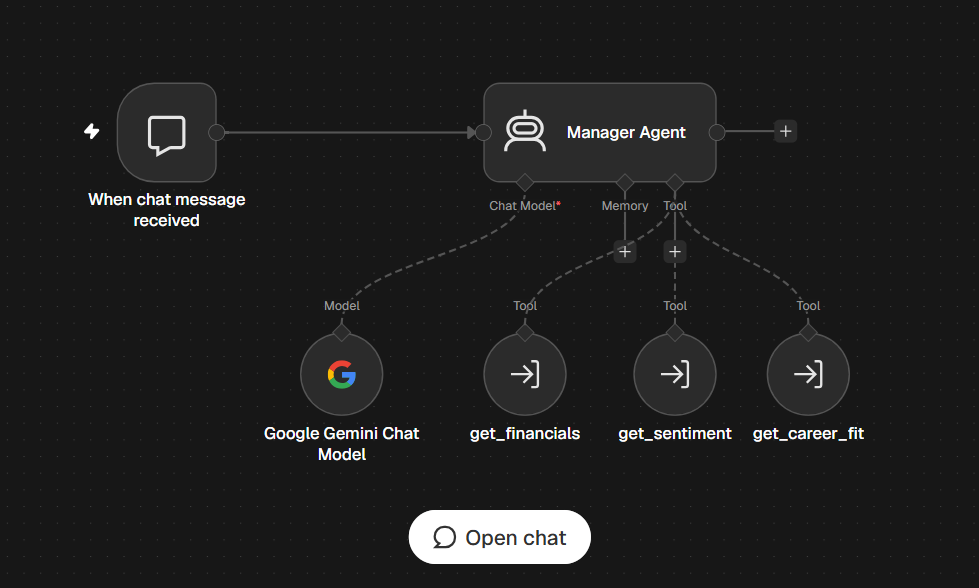 Manager Agent
When chat message
received
Chat Model*
Memory
Tool
Model
Tool
Tool
Tool
Google Gemini Chat
Model
get_financials
get_sentiment
get_career_fit
Open chat